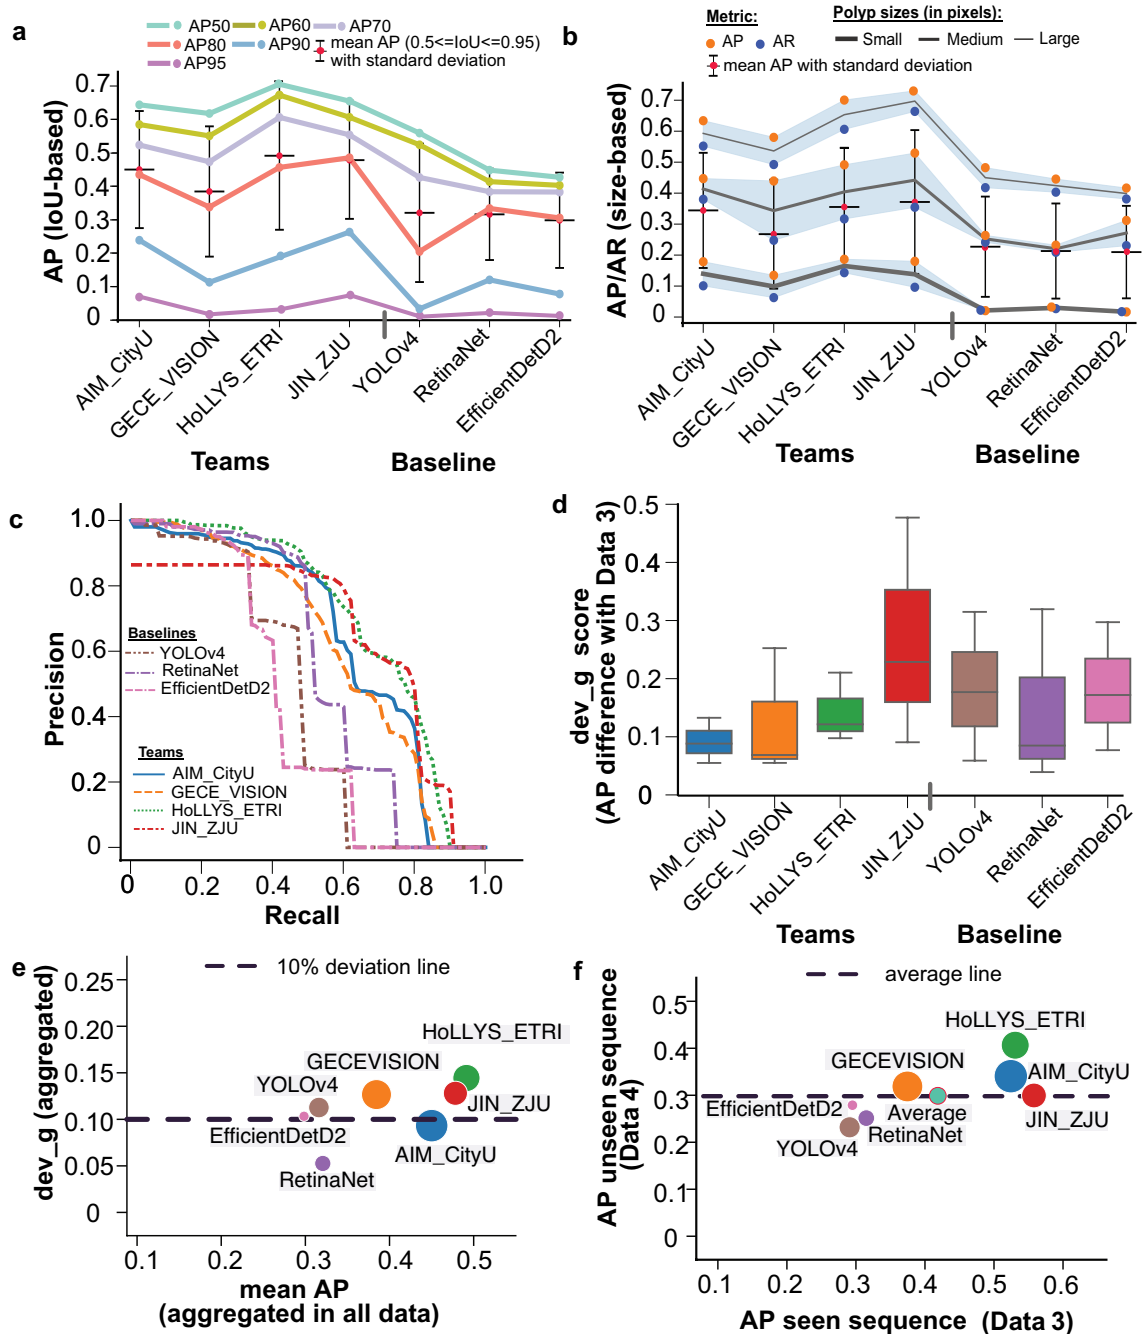 a
AP50 AP60 AP70
AP80 AP90 mean AP (0.5<=IoU<=0.95)
AP95 with standard deviation
AP (IoU-based)
0.7
0.6
0.5
0.4
0.3
0.2
0.1
0
AIM_CityU
GECE_VISION
HoLLYS_ETRI
JIN_ZJU
YOLOv4
RetinaNet
EfficientDetD2
Teams Baseline
b
Metric: Polyp sizes (in pixels):
AP AR Small Medium Large
mean AP with standard deviation
AP/AR (size-based)
0.7
0.6
0.5
0.4
0.3
0.2
0.1
0
AIM_CityU
GECE_VISION
HoLLYS_ETRI
JIN_ZJU
YOLOv4
RetinaNet
EfficientDetD2
Teams Baseline
c
Precision
1.0
0.8
0.6
0.4
0.2
0
Baselines
YOLOv4
RetinaNet
EfficientDetD2
Teams
AIM_CityU
GECE_VISION
HoLLYS_ETRI
JIN_ZJU
0 0.2 0.4 0.6 0.8 1.0
Recall
d
dev_g score
(AP difference with Data 3)
0.5
0.4
0.3
0.2
0.1
0
AIM_CityU
GECE_VISION
HoLLYS_ETRI
JIN_ZJU
YOLOv4
RetinaNet
EfficientDetD2
Teams Baseline
e
10% deviation line
dev_g (aggregated)
0.25
0.20
0.15
0.10
0.05
0
HoLLYS_ETRI
GECEVISION
YOLOv4
JIN_ZJU
EfficientDetD2
AIM_CityU
RetinaNet
0.1 0.2 0.3 0.4 0.5
mean AP
(aggregated in all data)
f
average line
AP unseen sequence
(Data 4)
0.5
0.4
0.3
0.2
0.1
0
HoLLYS_ETRI
GECEVISION
AIM_CityU
EfficientDetD2
Average
JIN_ZJU
RetinaNet
YOLOv4
0.1 0.2 0.3 0.4 0.5 0.6
AP seen sequence (Data 3)